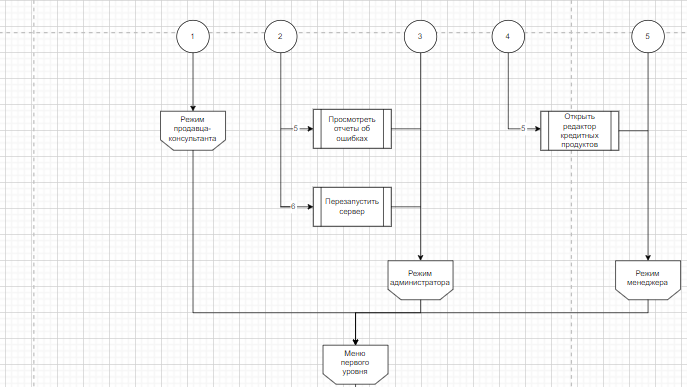 1
2
3
4
5
Режим
продавца-
консультанта
5
Просмотреть
отчеты об
ошибках
5
Открыть
редактор
кредитных
продуктов
6
Перезапустить
сервер
Режим
администратора
Режим
менеджера
Меню
первого
уровня